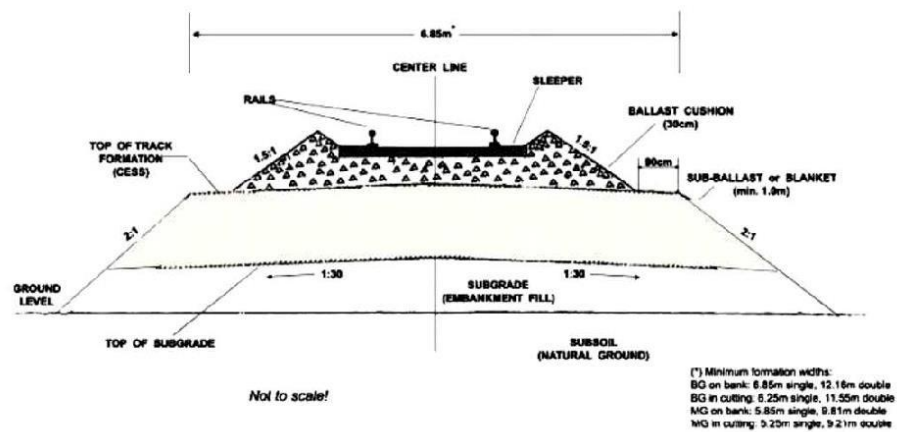 6.85m*
CENTER LINE
SLEEPER
RAILS
BALLAST CUSHION
(30cm)
1.5:1
1.5:1
TOP OF TRACK
FORMATION
(CESS)
90cm
SUB-BALLAST or BLANKET
(min. 1.0m)
2:1
2:1
1:30
1:30
GROUND
LEVEL
SUBGRADE
(EMBANKMENT FILL)
TOP OF SUBGRADE
SUBSOIL
(NATURAL GROUND)
Not to scale!
(*) Minimum formation widths:
BG on bank: 6.85m single, 12.16m double
BG in cutting: 6.25m single, 11.55m double
MG on bank: 5.85m single, 9.81m double
MG in cutting: 5.25m single, 9.21m double